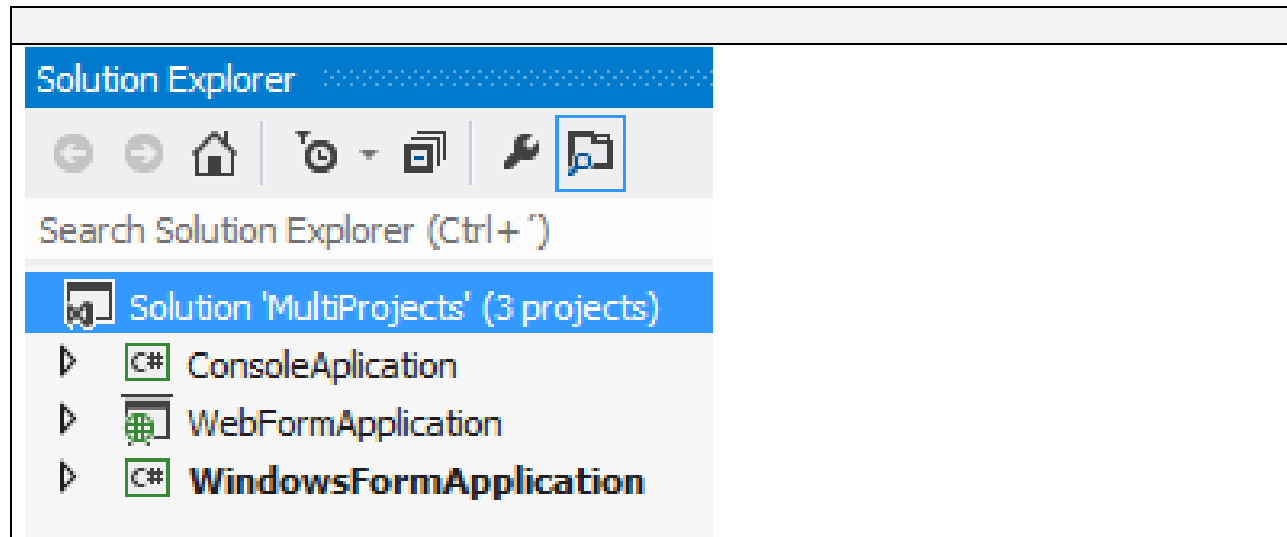 Solution Explorer
Search Solution Explorer (Ctrl+´)
Solution 'MultiProjects' (3 projects)
C# ConsoleAplication
WebFormApplication
C# WindowsFormApplication